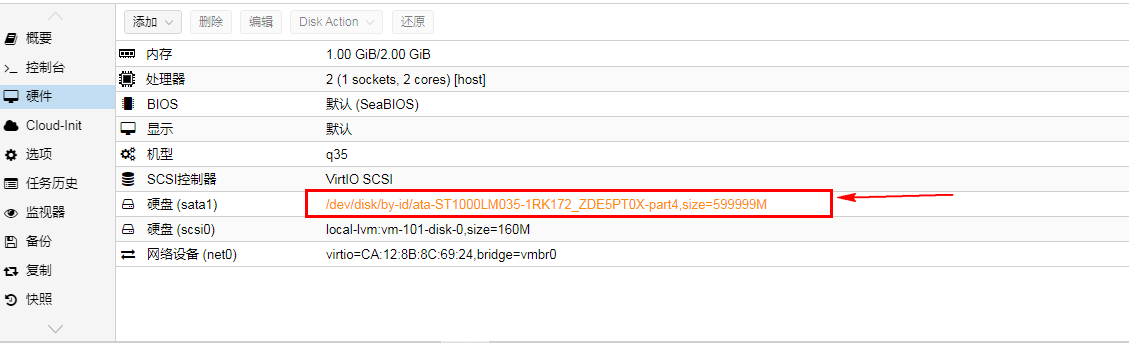 添加 删除 编辑 Disk Action 还原
概要
控制台
硬件
Cloud-Init
选项
任务历史
监视器
备份
复制
快照
内存 1.00 GiB/2.00 GiB
处理器 2 (1 sockets, 2 cores) [host]
BIOS 默认 (SeaBIOS)
显示 默认
机型 q35
SCSI控制器 VirtIO SCSI
硬盘 (sata1) /dev/disk/by-id/ata-ST1000LM035-1RK172_ZDE5PT0X-part4,size=599999M
硬盘 (scsi0) local-lvm:vm-101-disk-0,size=160M
网络设备 (net0) virtio=CA:12:8B:8C:69:24,bridge=vmbr0